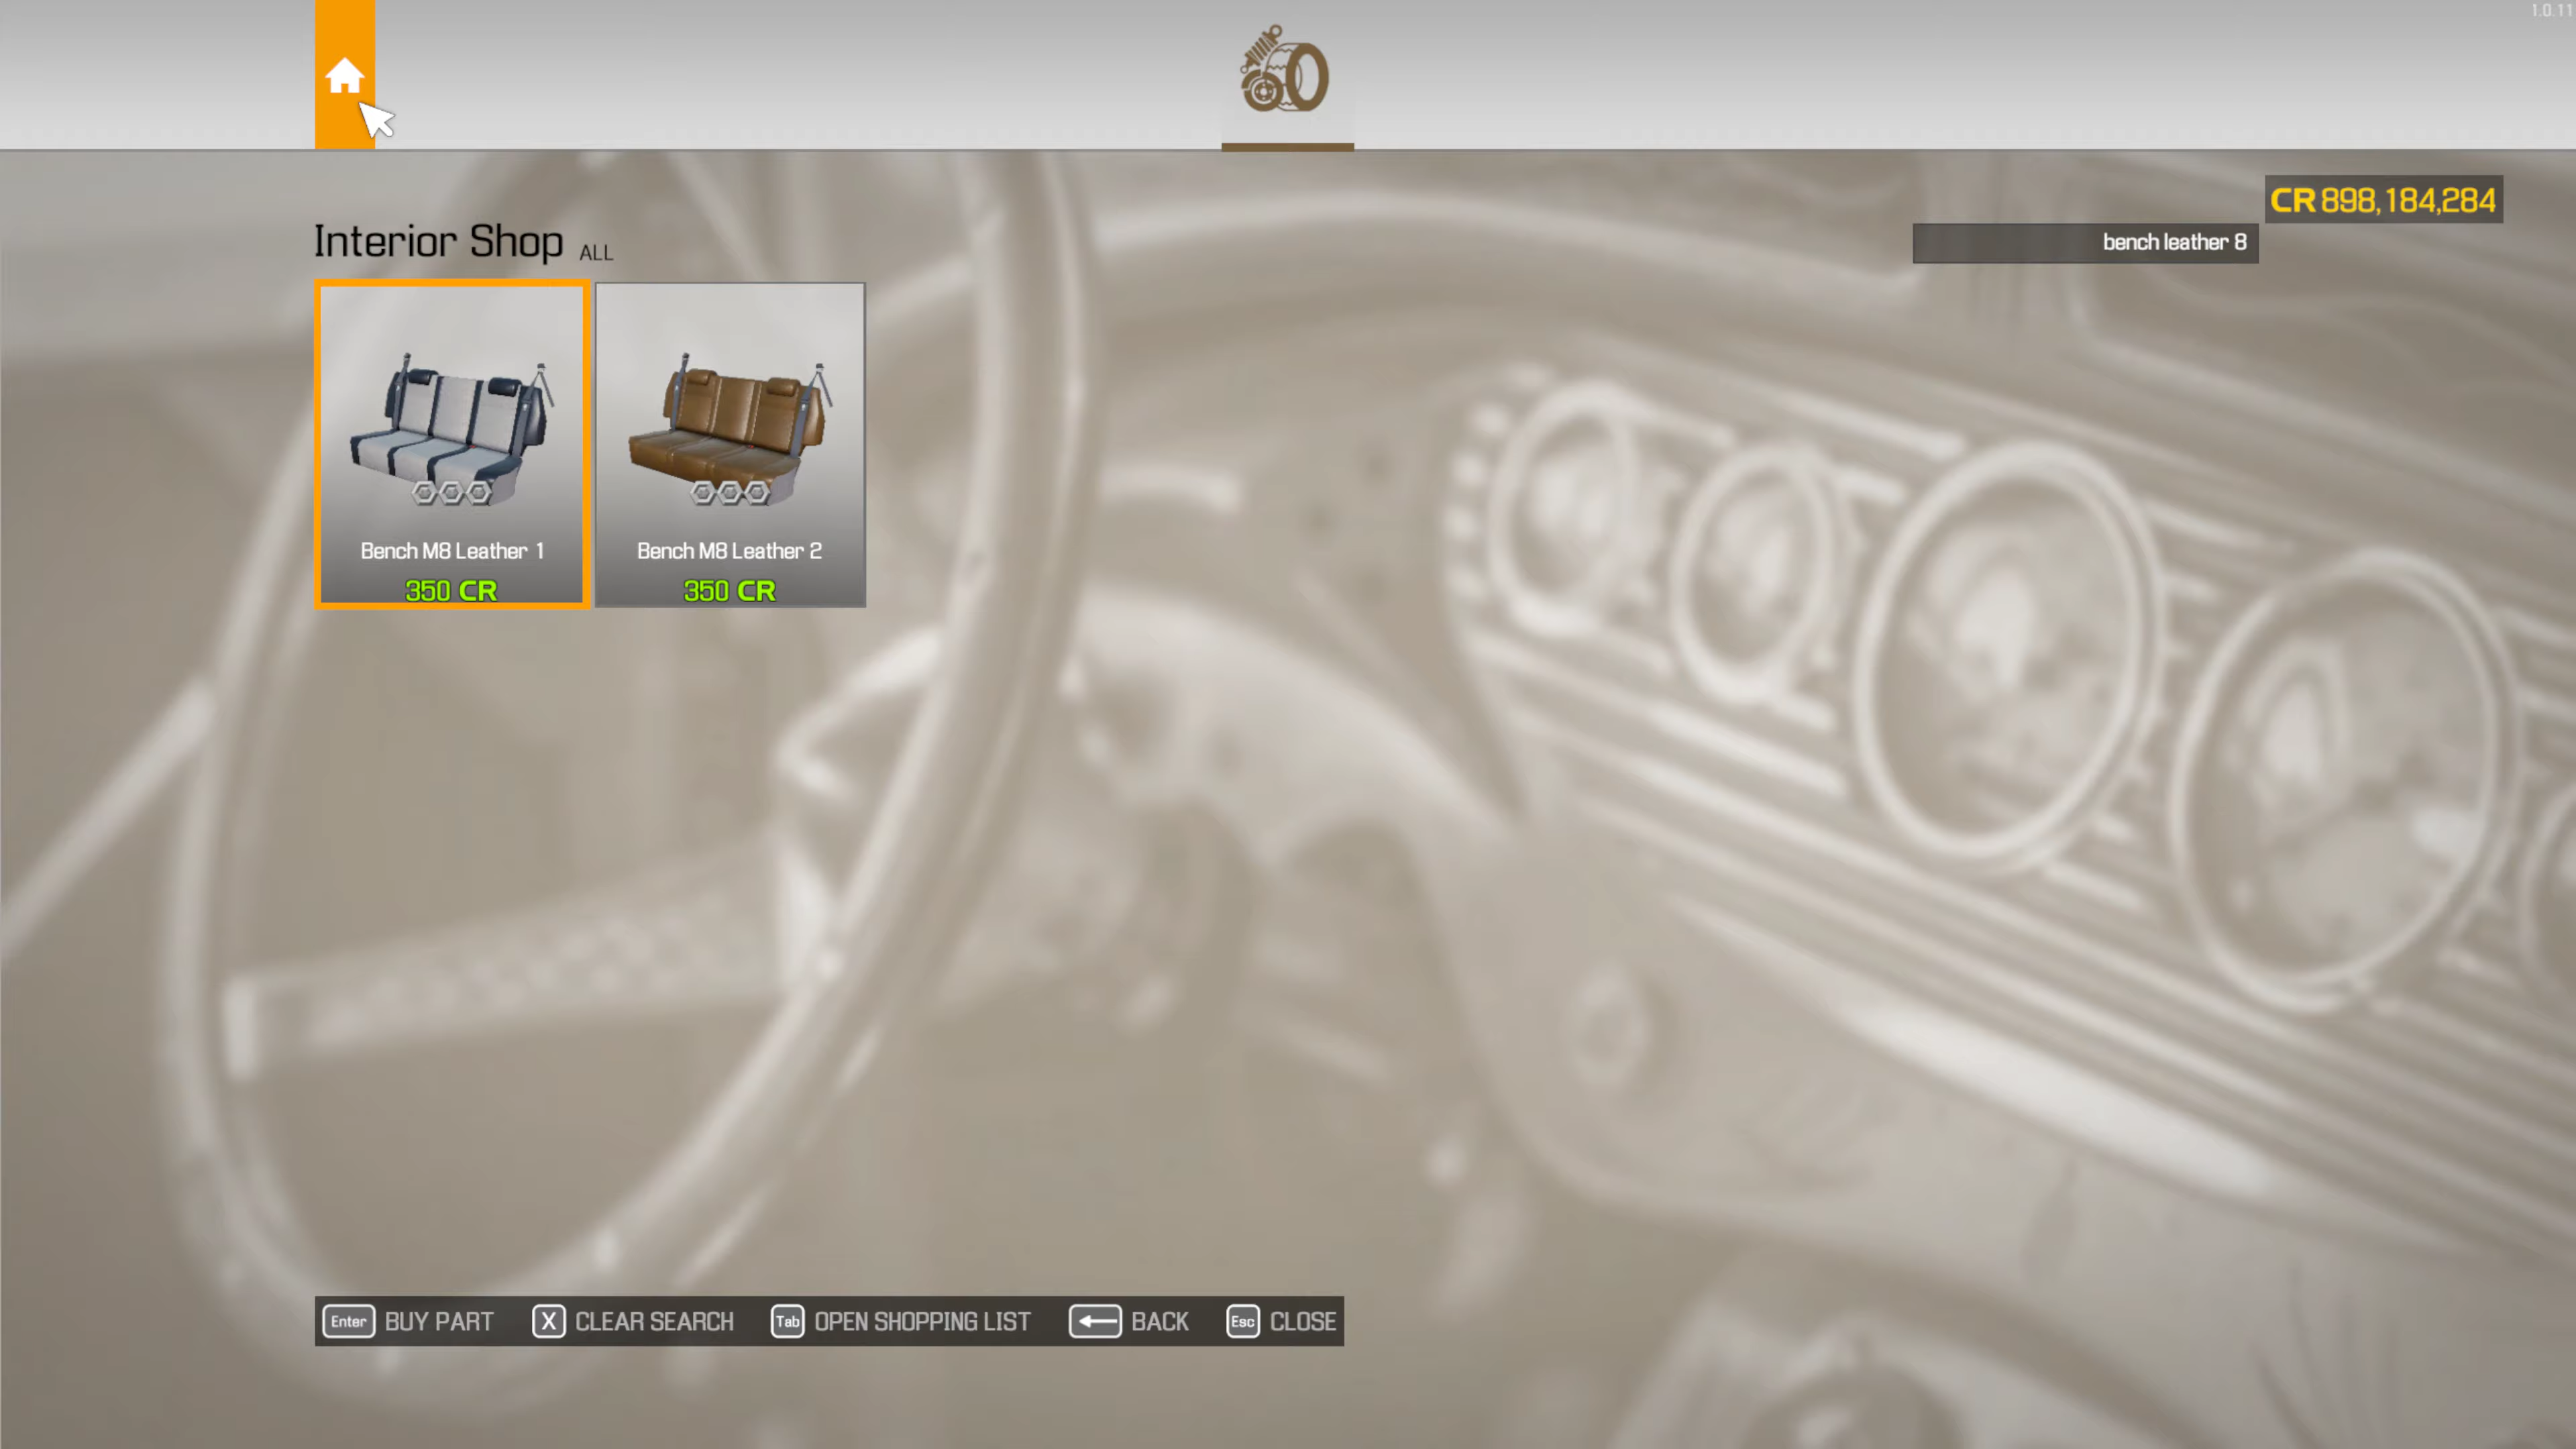 1.0.11
CR 898,184,284
bench leather 8
Interior Shop ALL
Bench M8 Leather 1
350 CR
Bench M8 Leather 2
350 CR
Enter BUY PART X CLEAR SEARCH Tab OPEN SHOPPING LIST BACK Esc CLOSE